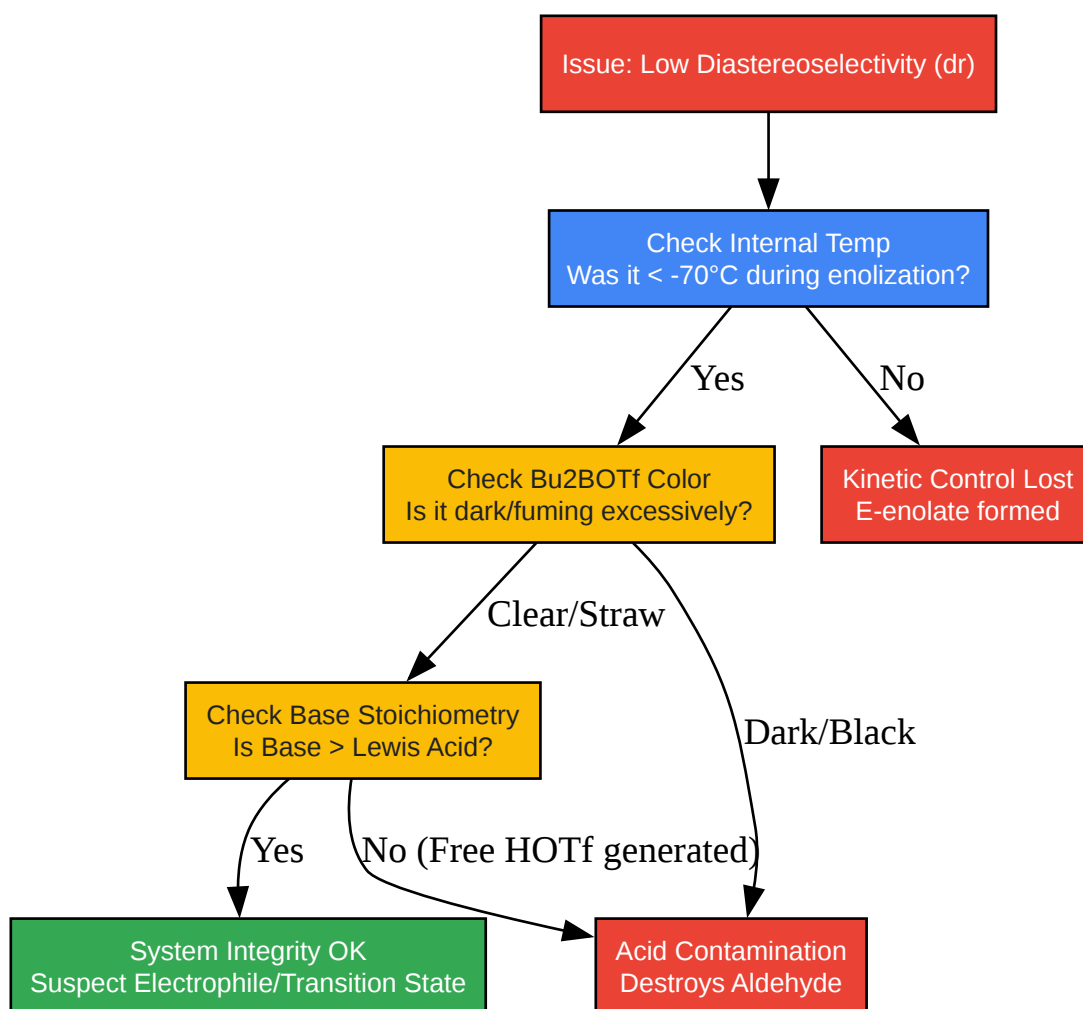 Issue: Low Diastereoselectivity (dr)
Check Internal Temp
Was it < -70°C during enolization?
Yes
No
Check Bu2BOTf Color
Is it dark/fuming excessively?
Kinetic Control Lost
E-enolate formed
Clear/Straw
Check Base Stoichiometry
Is Base > Lewis Acid?
Dark/Black
Yes
No (Free HOTf generated)
System Integrity OK
Suspect Electrophile/Transition State
Acid Contamination
Destroys Aldehyde